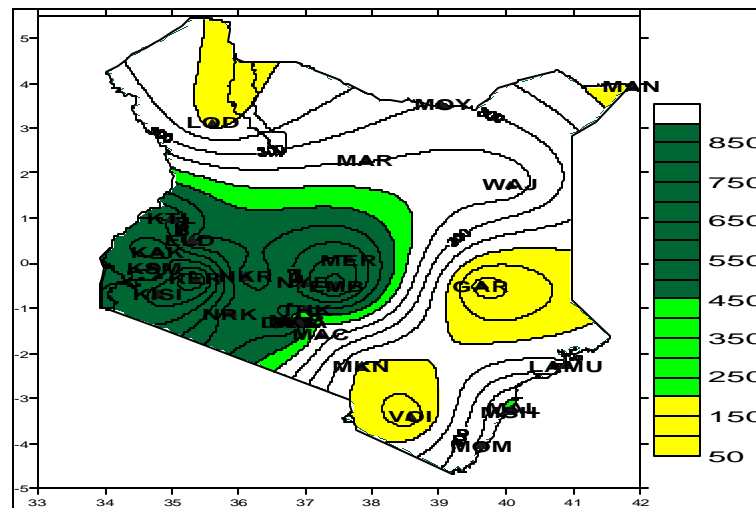 5
4
3
2
1
0
-1
-2
-3
-4
-5
33 34 35 36 37 38 39 40 41 42
MAN
MOY
LOD
MAR
WAJ
KTL
ELD
KAK
MER
KSM
KER
NKR
EMB
GAR
KISI
NRK
THK
MAC
MKN
LAMU
VOI
MAL
MOM
850
750
650
550
450
350
250
150
50